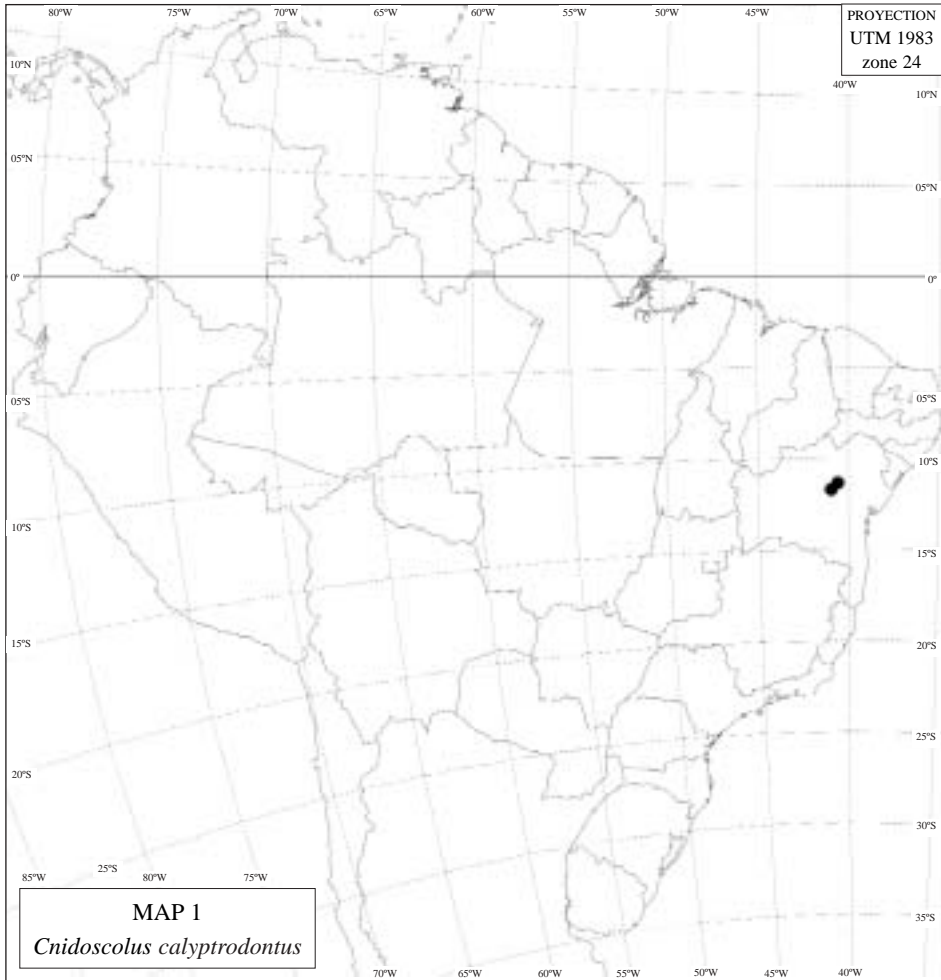 80ºW
75ºW
70ºW
65ºW
60ºW
55ºW
50ºW
45ºW
PROYECTION
UTM 1983
zone 24
40ºW
10ºN
10ºN
05ºN
05ºN
0º
0º
05ºS
05ºS
10ºS
10ºS
15ºS
15ºS
20ºS
20ºS
25ºS
30ºS
35ºS
85ºW
25ºS
80ºW
75ºW
MAP 1
Cnidoscolus calyptrodontus
70ºW
65ºW
60ºW
55ºW
50ºW
45ºW
40ºW